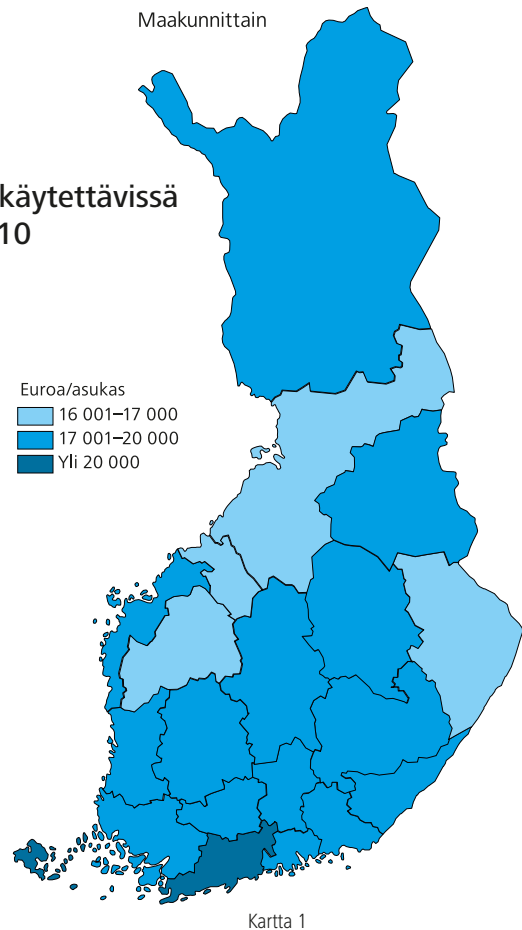 Maakunnittain
käytettävissä
10
Euroa/asukas
16 001–17 000
17 001–20 000
Yli 20 000
Kartta 1